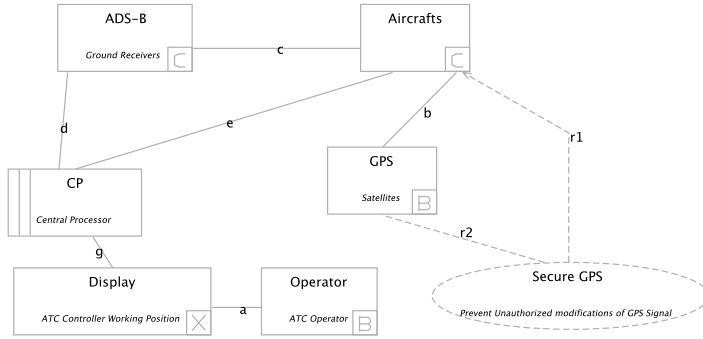 ADS-B
Aircrafts
Ground Receivers
C
c
C
b
r1
d
e
GPS
CP
Satellites
B
Central Processor
r2
g
Display
Operator
Secure GPS
ATC Controller Working Position
X
a
ATC Operator
B
Prevent Unauthorized modifications of GPS Signal